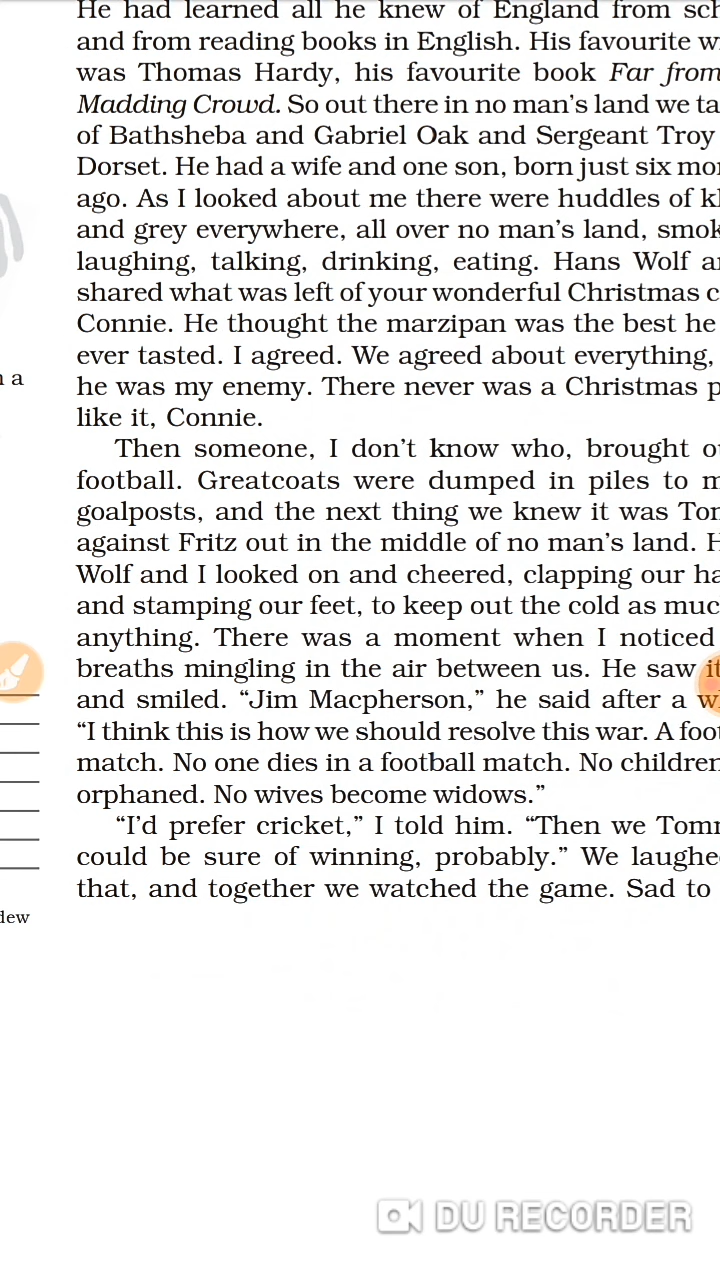 He had learned all he knew of England from
and from reading books in English. His favourite
was Thomas Hardy, his favourite book Far from
Madding Crowd. So out there in no man's land we
of Bathsheba and Gabriel Oak and Sergeant Troy
Dorset. He had a wife and one son, born just six
ago. As I looked about me there were huddles of
and grey everywhere, all over no man's land,
laughing, talking, drinking, eating. Hans Wolf
shared what was left of your wonderful Christmas
Connie. He thought the marzipan was the best he
ever tasted. I agreed. We agreed about everything,
a
he was my enemy. There never was a Christmas
like it, Connie.
Then someone, I don't know who, brought
football. Greatcoats were dumped in piles to
goalposts, and the next thing we knew it was
against Fritz out in the middle of no man's land.
Wolf and I looked on and cheered, clapping our
and stamping our feet, to keep out the cold as
anything. There was a moment when I noticed
breaths mingling in the air between us. He saw it
and smiled. "Jim Macpherson," he said after a
"I think this is how we should resolve this war. A
match. No one dies in a football match. No children
orphaned. No wives become widows."
"I'd prefer cricket," I told him. "Then we
could be sure of winning, probably." We
that, and together we watched the game. Sad to
DU RECORDER